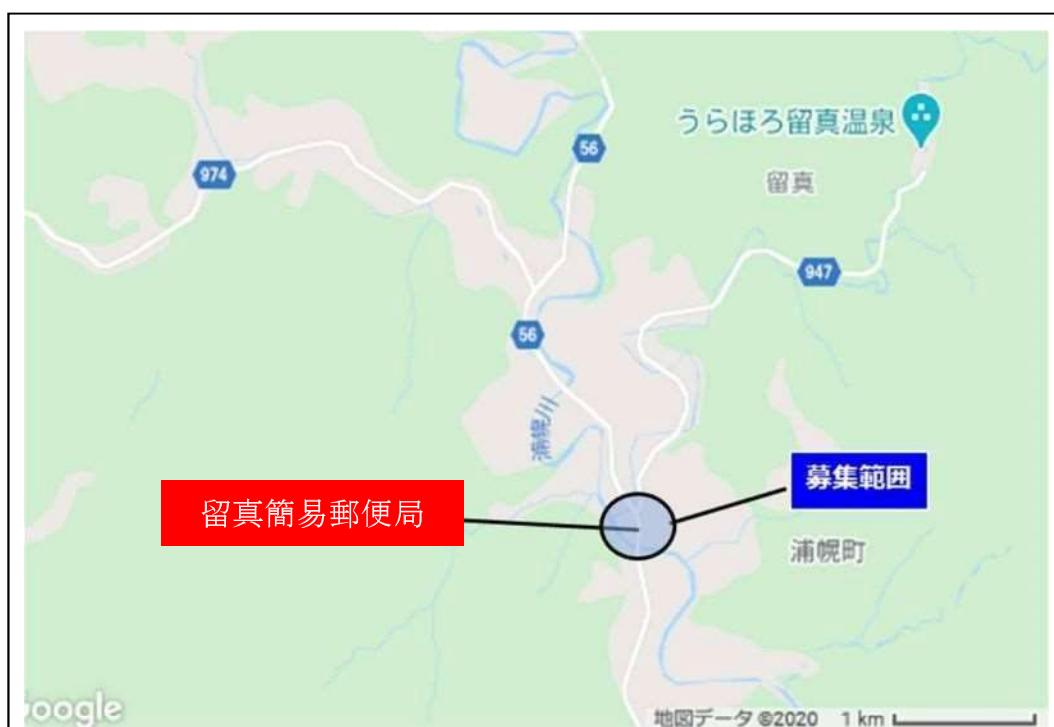 うらほろ留真温泉
56
974
留真
947
56
浦幌川
募集範囲
留真簡易郵便局
浦幌町
oogle
地図データ ©2020 1 km